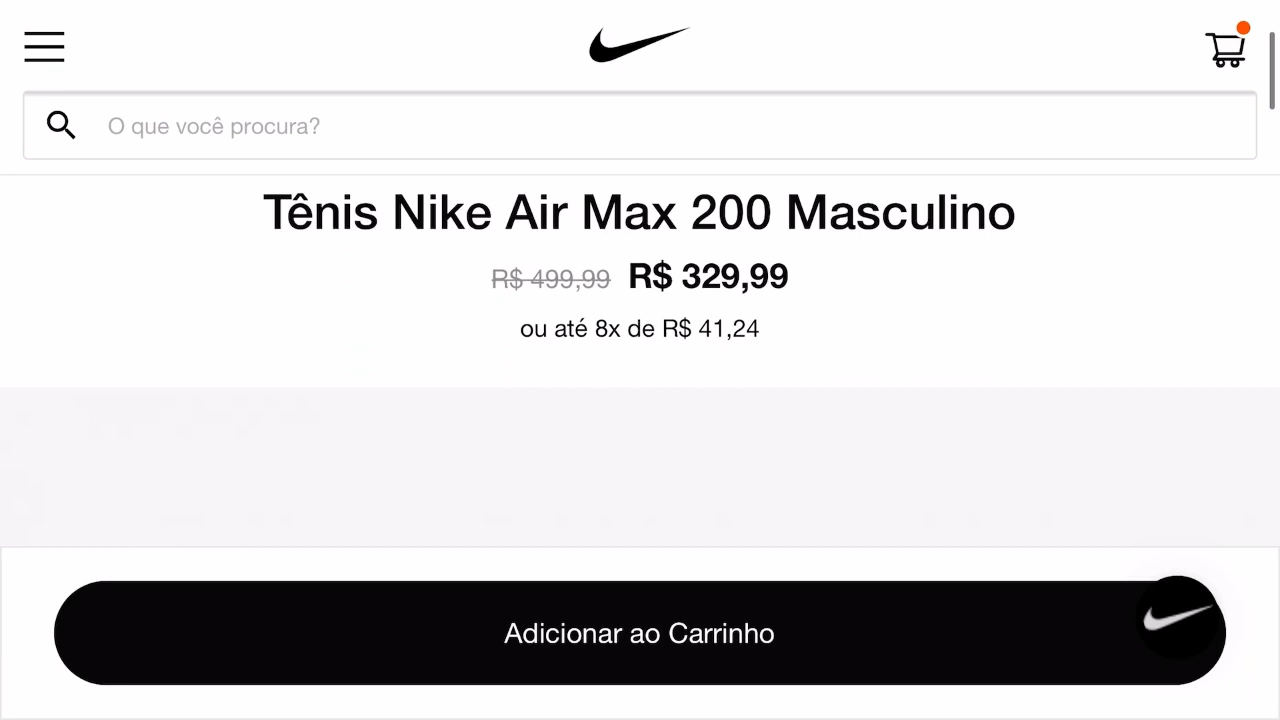 O que você procura?
Tênis Nike Air Max 200 Masculino
R$ 499,99 R$ 329,99
ou até 8x de R$ 41,24
Adicionar ao Carrinho